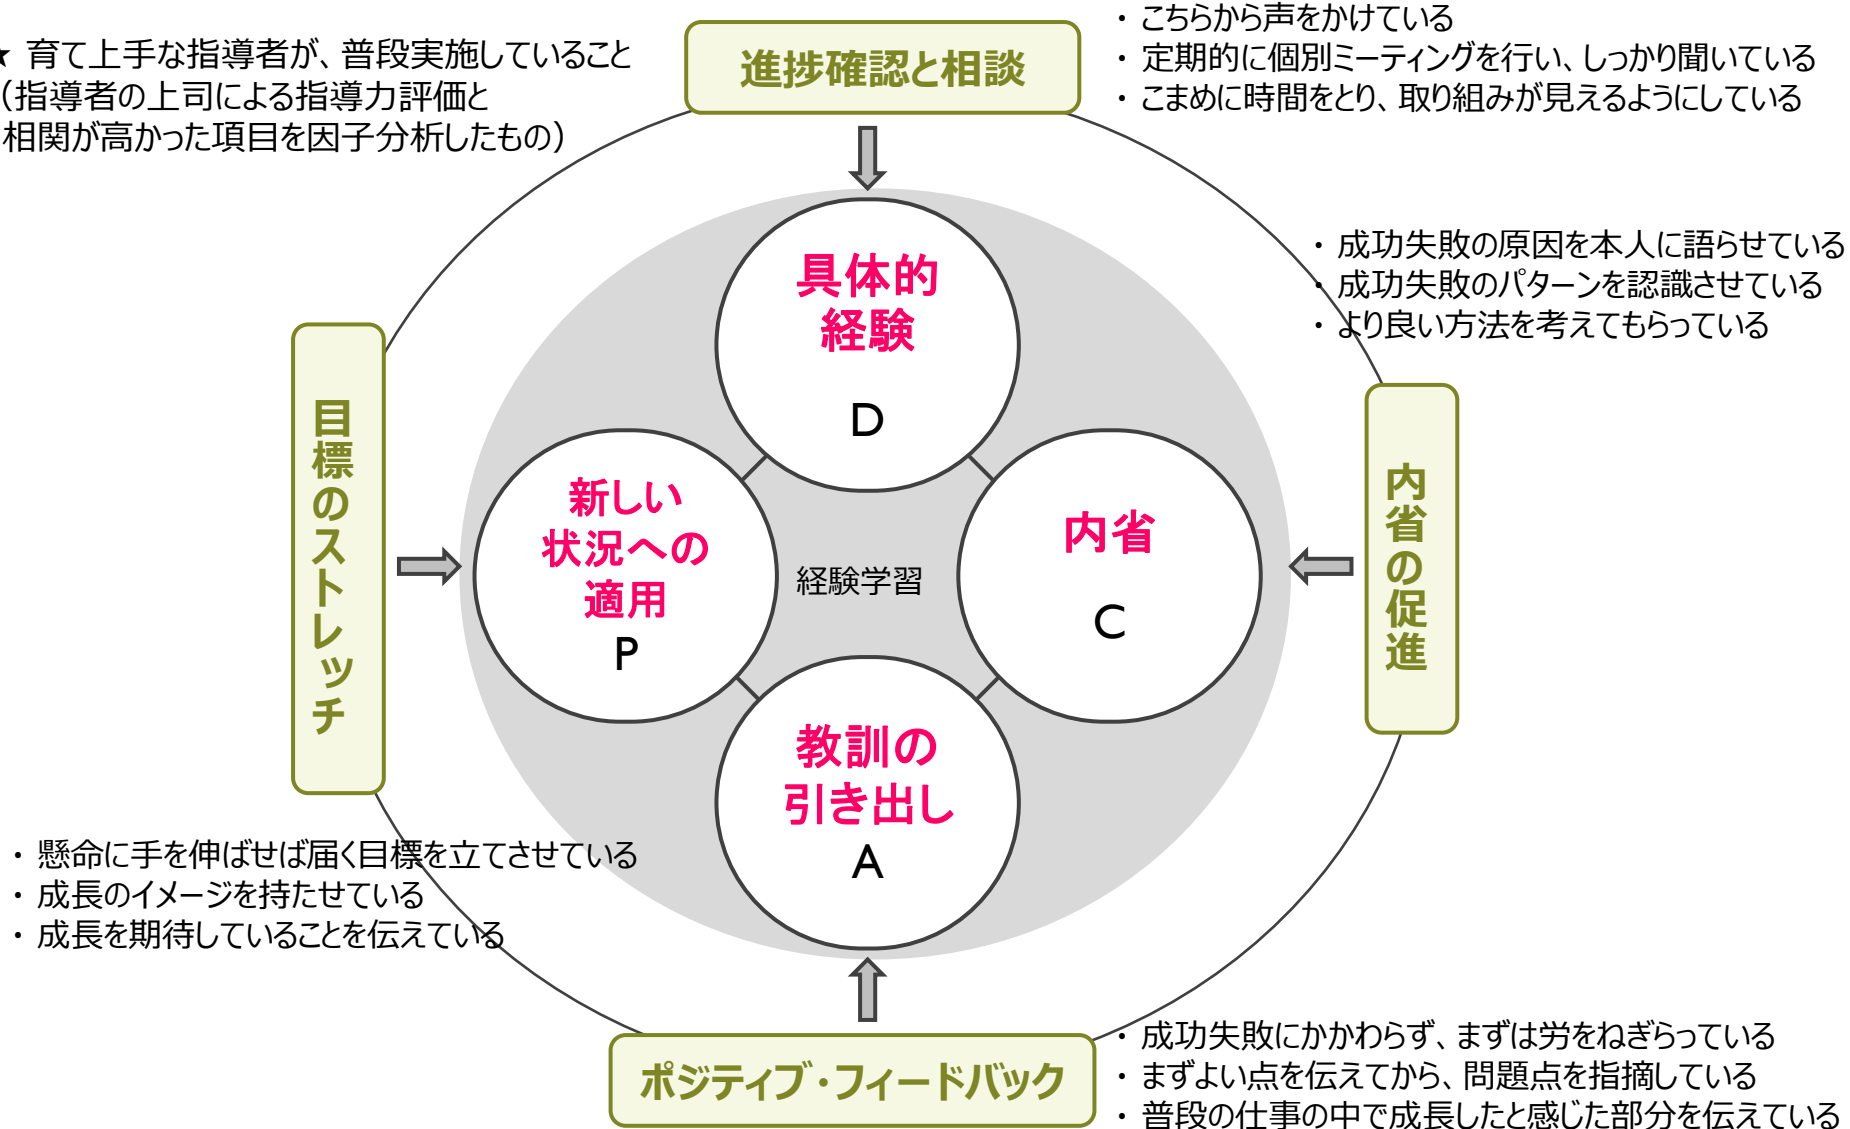 ★ 育て上手な指導者が、普段実施していること
（指導者の上司による指導力評価と
相関が高かった項目を因子分析したもの）
進捗確認と相談
・ こちらから声をかけている
・ 定期的に個別ミーティングを行い、しっかり聞いている
・ こまめに時間をとり、取り組みが見えるようにしている
・ 成功失敗の原因を本人に語らせている
・ 成功失敗のパターンを認識させている
・ より良い方法を考えてもらっている
具体的
経験
D
目標のストレッチ
新しい
状況への
適用
P
経験学習
内省
C
内省の促進
教訓の
引き出し
A
・ 懸命に手を伸ばせば届く目標を立てさせている
・ 成長のイメージを持たせている
・ 成長を期待していることを伝えている
ポジティブ・フィードバック
・ 成功失敗にかかわらず、まずは労をねぎらっている
・ まずよい点を伝えてから、問題点を指摘している
・ 普段の仕事の中で成長したと感じた部分を伝えている